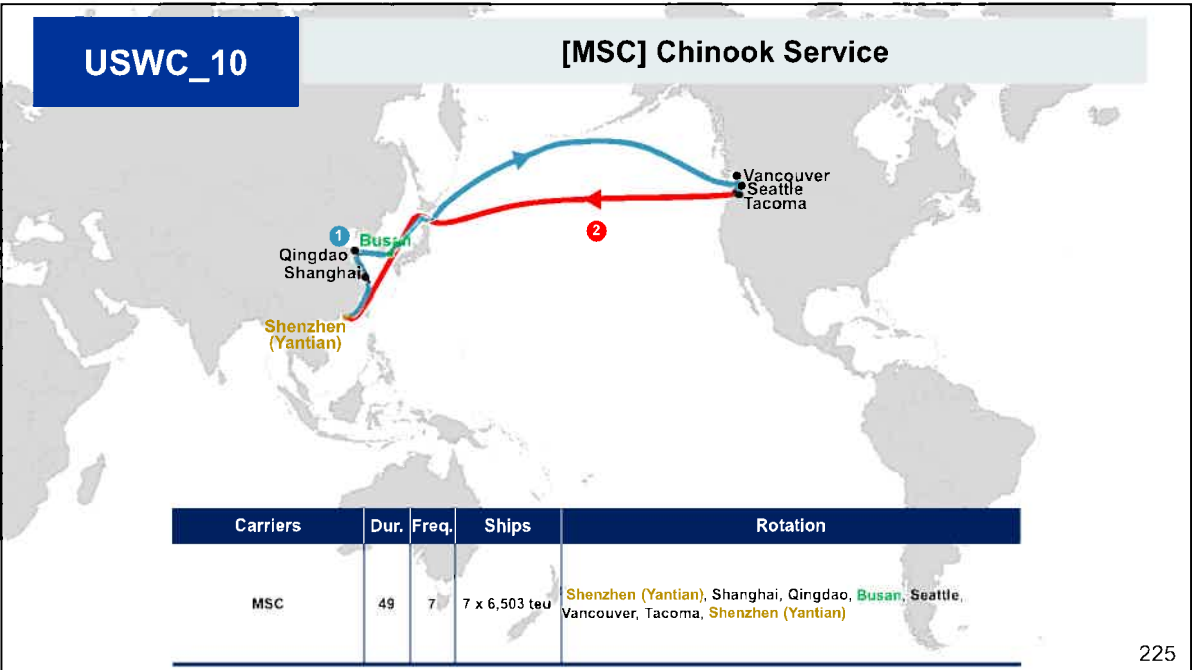 USWC_10
[MSC] Chinook Service
Vancouver
Seattle
Tacoma
1
Busan
2
Qingdao
Shanghai
Shenzhen
(Yantian)
Carriers Dur. Freq. Ships Rotation
MSC 49 7 7 x 6,503 teu Shenzhen (Yantian), Shanghai, Qingdao, Busan, Seattle,
Vancouver, Tacoma, Shenzhen (Yantian)
225